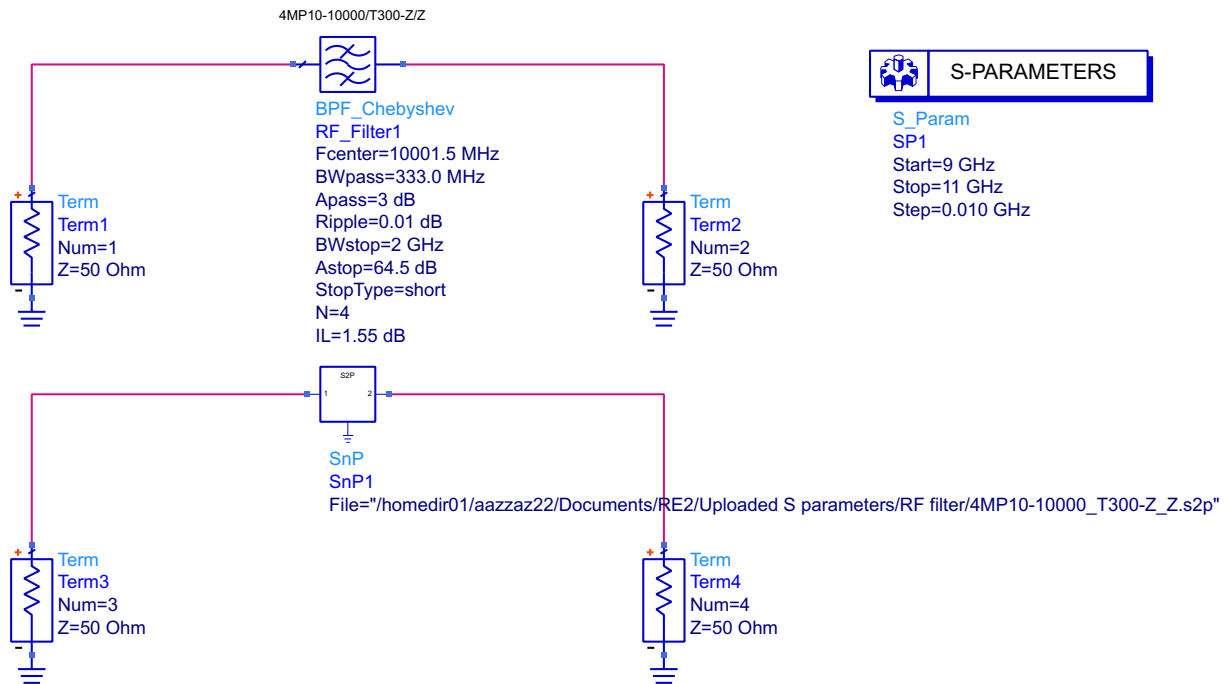 4MP10-10000/T300-Z/Z
BPF_Chebyshev
RF_Filter1
Fcenter=10001.5 MHz
BWpass=333.0 MHz
Apass=3 dB
Ripple=0.01 dB
BWstop=2 GHz
Astop=64.5 dB
StopType=short
N=4
IL=1.55 dB
S-PARAMETERS
S_Param
SP1
Start=9 GHz
Stop=11 GHz
Step=0.010 GHz
+
Term
Term1
Num=1
Z=50 Ohm
-
+
Term
Term2
Num=2
Z=50 Ohm
-
S2P
1
2
SnP
SnP1
File="/homedir01/aazzaz22/Documents/RE2/Uploaded S parameters/RF filter/4MP10-10000_T300-Z_Z.s2p"
+
Term
Term3
Num=3
Z=50 Ohm
-
+
Term
Term4
Num=4
Z=50 Ohm
-